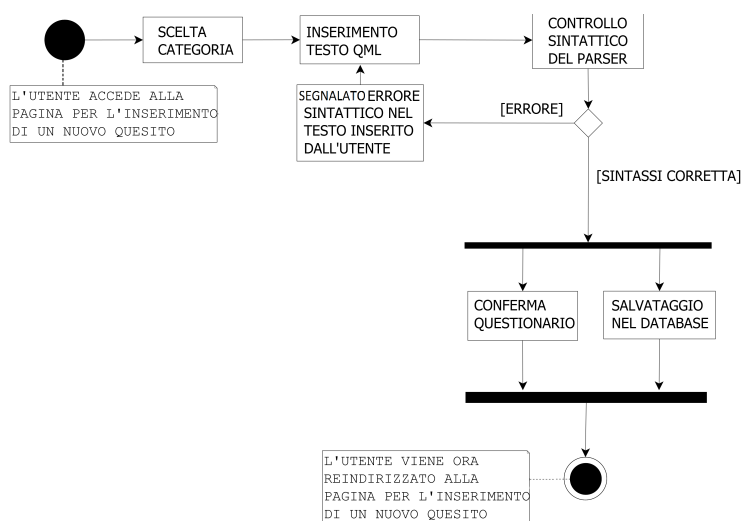 SCELTA
CATEGORIA
INSERIMENTO
TESTO QML
CONTROLLO
SINTATTICO
DEL PARSER
L'UTENTE ACCEDE ALLA
PAGINA PER L'INSERIMENTO
DI UN NUOVO QUESITO
SEGNALATO ERRORE
SINTATTICO NEL
TESTO INSERITO
DALL'UTENTE
[ERRORE]
[SINTASSI CORRETTA]
CONFERMA
QUESTIONARIO
SALVATAGGIO
NEL DATABASE
L'UTENTE VIENE ORA
REINDIRIZZATO ALLA
PAGINA PER L'INSERIMENTO
DI UN NUOVO QUESITO